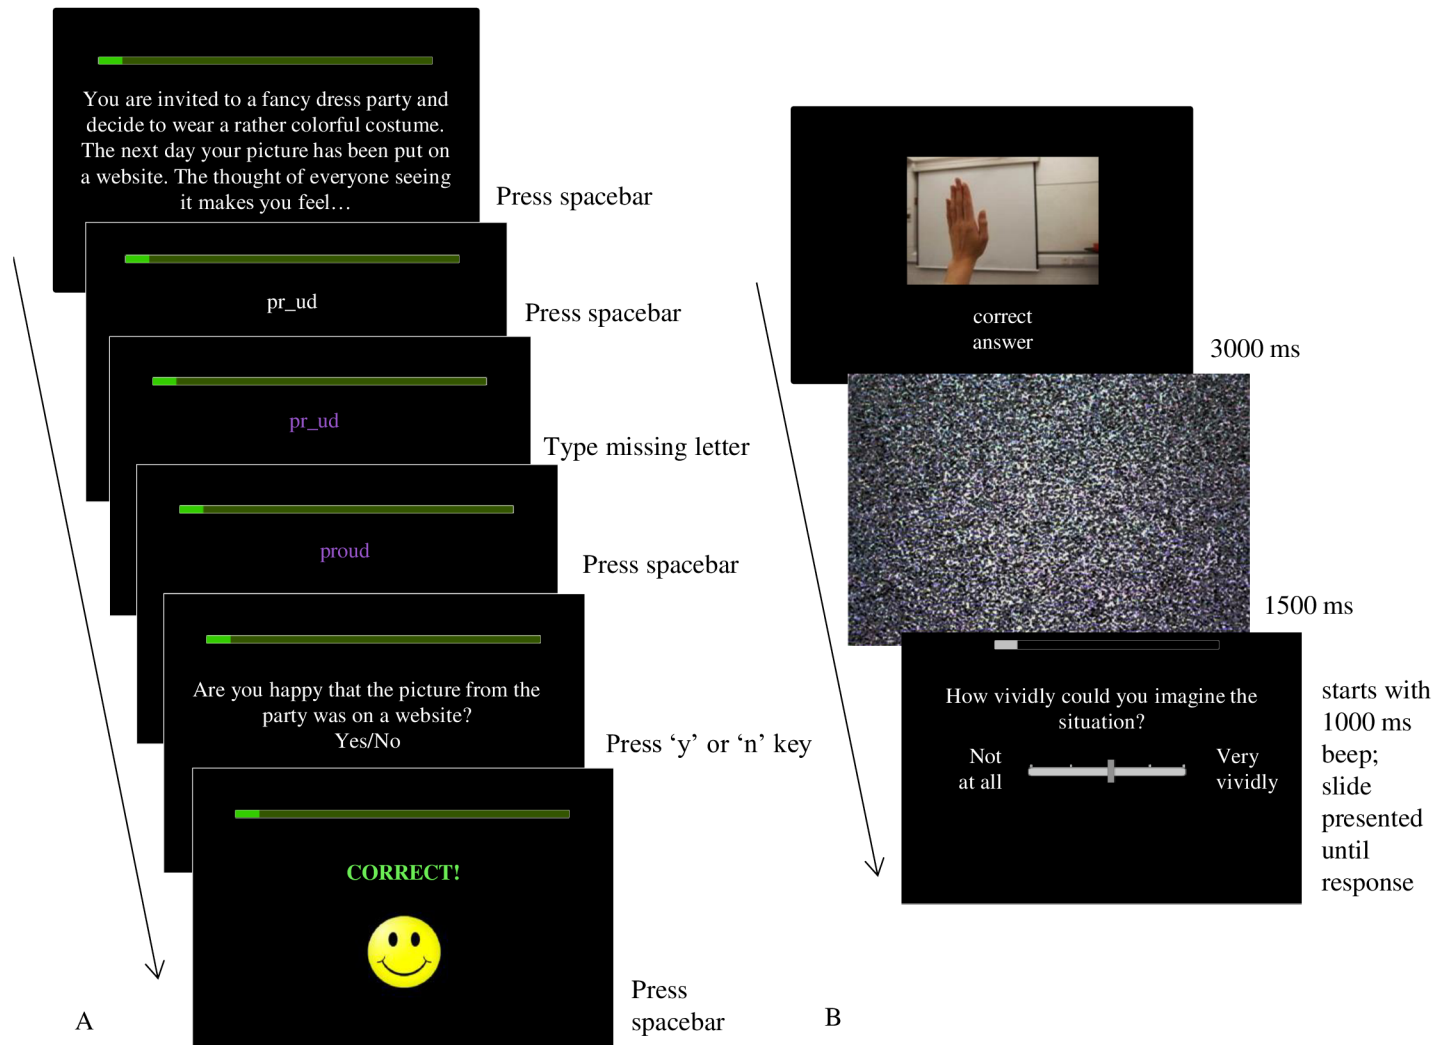 You are invited to a fancy dress party and
decide to wear a rather colorful costume.
The next day your picture has been put on
a website. The thought of everyone seeing
it makes you feel…
Press spacebar
pr_ud
Press spacebar
pr_ud
Type missing letter
proud
Press spacebar
Are you happy that the picture from the
party was on a website?
Yes/No
Press ‘y’ or ‘n’ key
CORRECT!
Press
spacebar
A
correct
answer
3000 ms
1500 ms
How vividly could you imagine the
situation?
Not
at all
Very
vividly
starts with
1000 ms
beep;
slide
presented
until
response
B